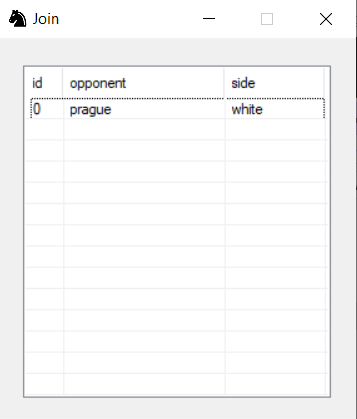 Join
id opponent side
0 prague white